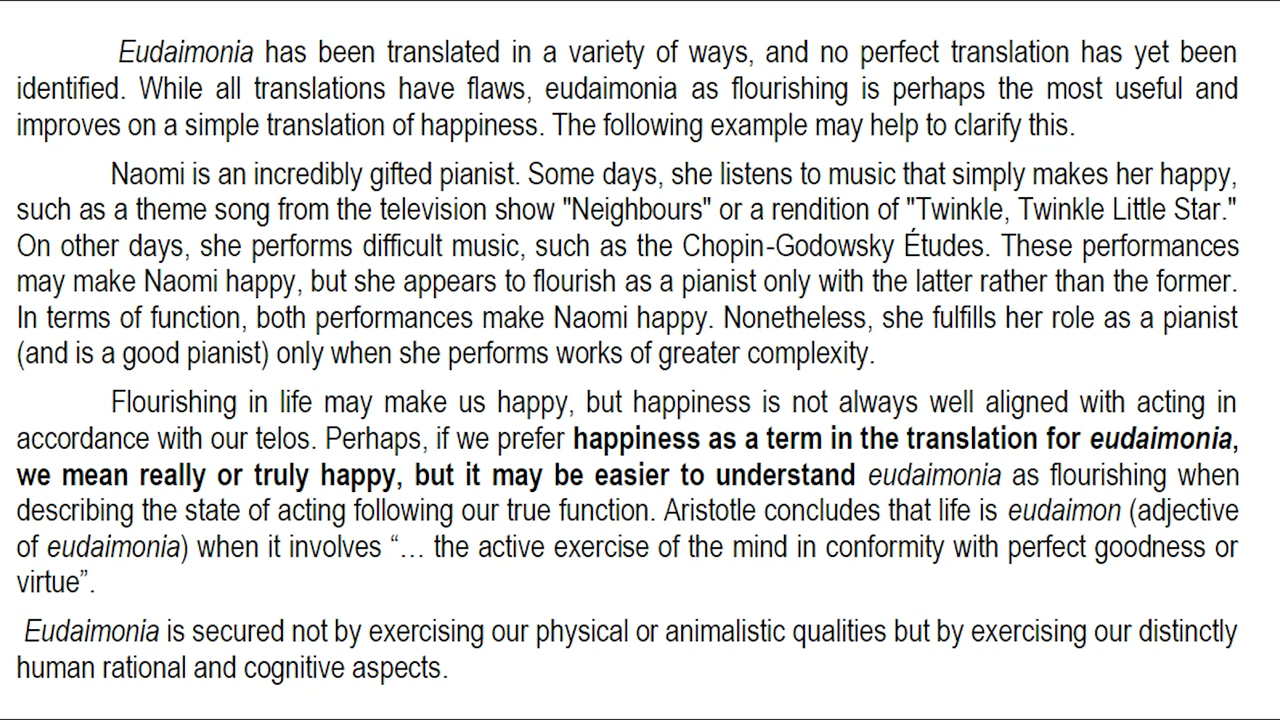 Eudaimonia has been translated in a variety of ways, and no perfect translation has yet been
identified. While all translations have flaws, eudaimonia as flourishing is perhaps the most useful and
improves on a simple translation of happiness. The following example may help to clarify this.
Naomi is an incredibly gifted pianist. Some days, she listens to music that simply makes her happy,
such as a theme song from the television show "Neighbours" or a rendition of "Twinkle, Twinkle Little Star."
On other days, she performs difficult music, such as the Chopin-Godowsky Études. These performances
may make Naomi happy, but she appears to flourish as a pianist only with the latter rather than the former.
In terms of function, both performances make Naomi happy. Nonetheless, she fulfills her role as a pianist
(and is a good pianist) only when she performs works of greater complexity.
Flourishing in life may make us happy, but happiness is not always well aligned with acting in
accordance with our telos. Perhaps, if we prefer happiness as a term in the translation for eudaimonia,
we mean really or truly happy, but it may be easier to understand eudaimonia as flourishing when
describing the state of acting following our true function. Aristotle concludes that life is eudaimon (adjective
of eudaimonia) when it involves “… the active exercise of the mind in conformity with perfect goodness or
virtue”.
Eudaimonia is secured not by exercising our physical or animalistic qualities but by exercising our distinctly
human rational and cognitive aspects.